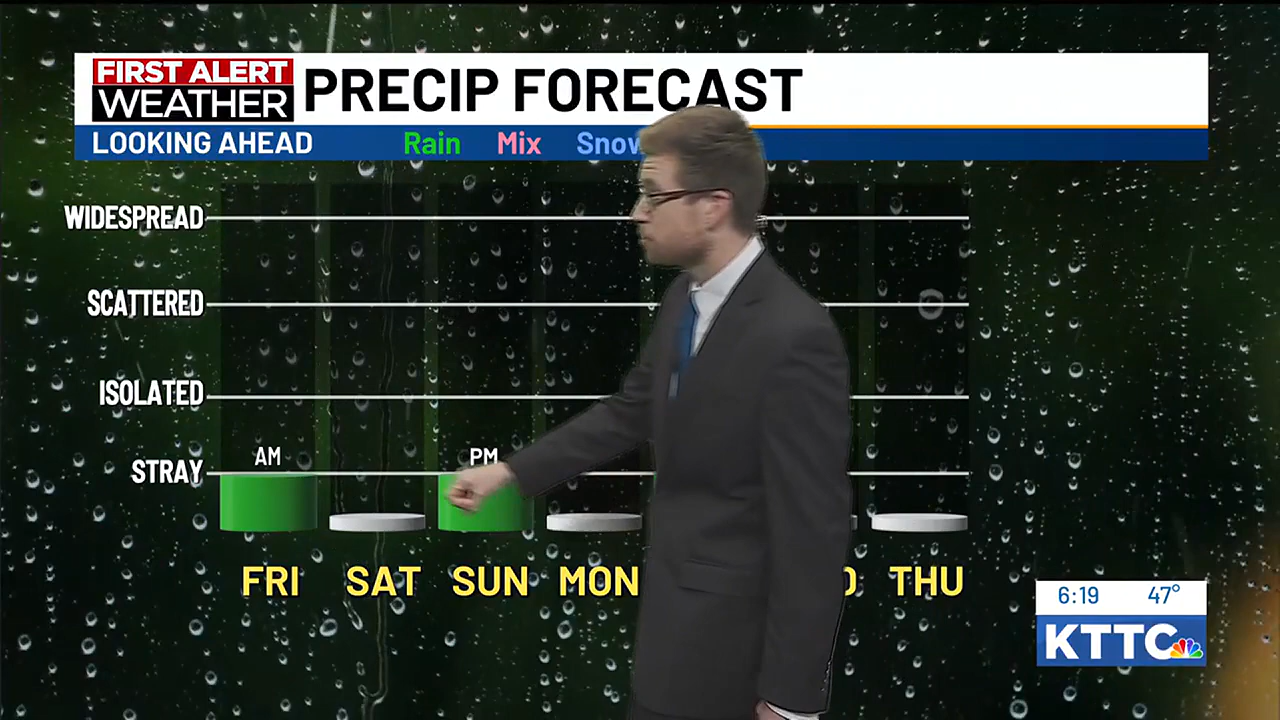 FIRST ALERT
WEATHER
PRECIP FORECAST
LOOKING AHEAD Rain Mix Snow
WIDESPREAD
SCATTERED
ISOLATED
STRAY
AM PM
FRI SAT SUN MON THU
6:19 47°
KTTC